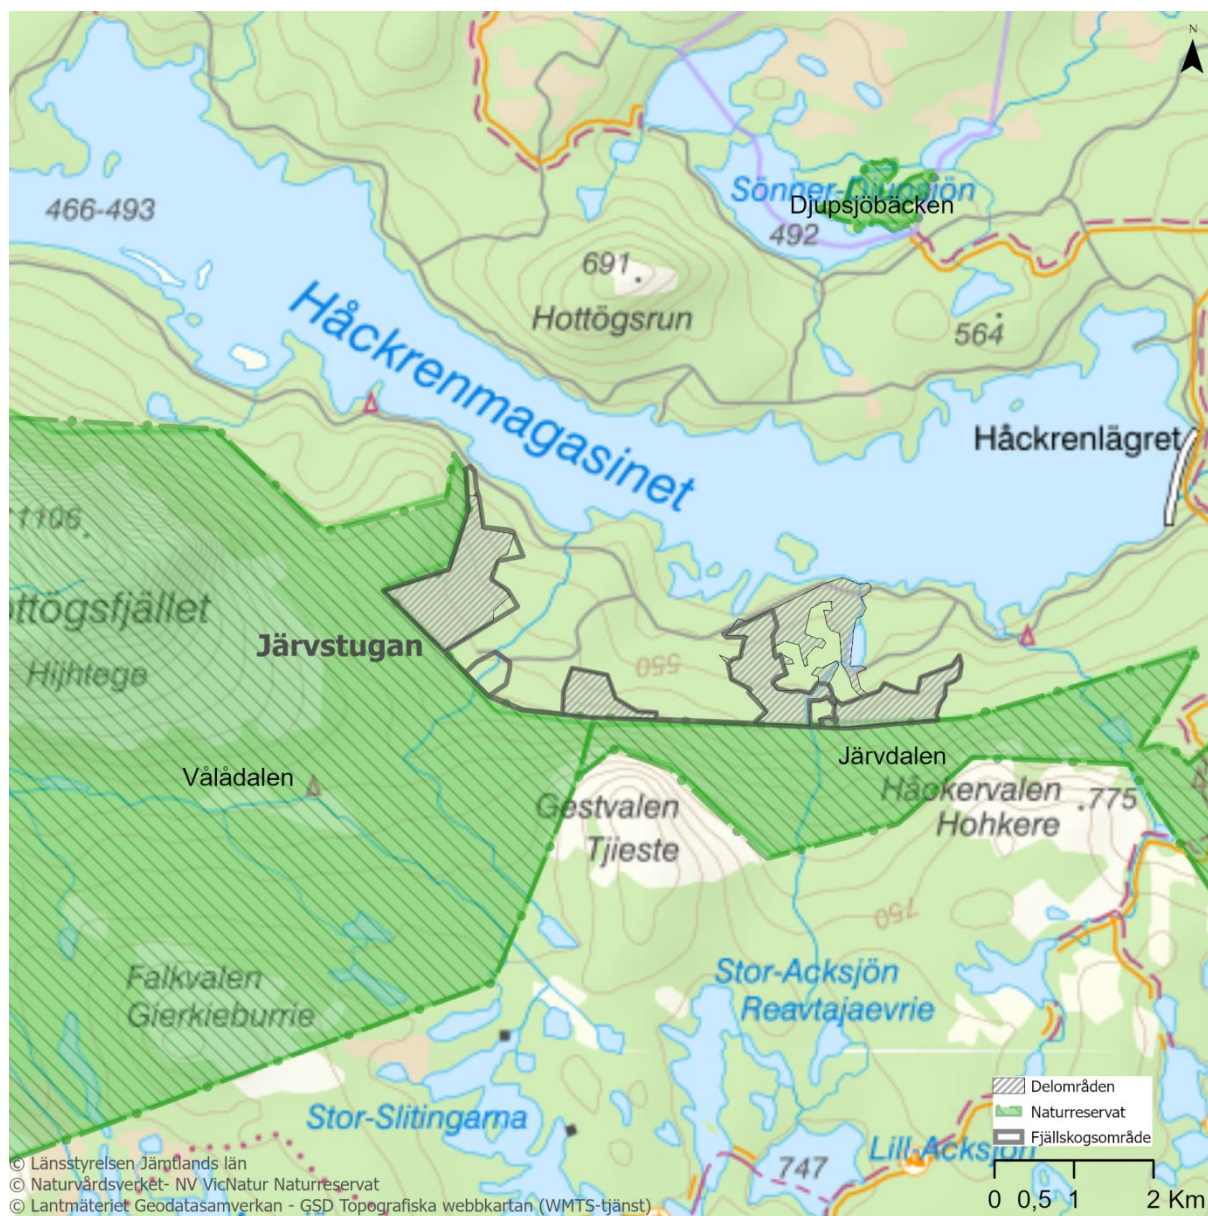 N
466-493
Sönner-Djupsjön
Djupsjöbäcken
492
691
Hottögsrun
564
Håckrenmagasinet
Håckrenlägret
1106
ottögsfjället
Hijhtege
Järvstugan
550
Vålådalen
Järvdalen
Gestvalen
Tjieste
Håckervalen
Hohkere
775
750
Falkvalen
Gierkieburrie
Stor-Acksjön
Reavtajaevrie
Stor-Slitingarna
Lill-Acksjön
747
Delområden
Naturreservat
Fjällskogsområde
0 0,5 1 2 Km
© Länsstyrelsen Jämtlands län
© Naturvårdsverket- NV VicNatur Naturreservat
© Lantmäteriet Geodatasamverkan - GSD Topografiska webbkartan (WMTS-tjänst)